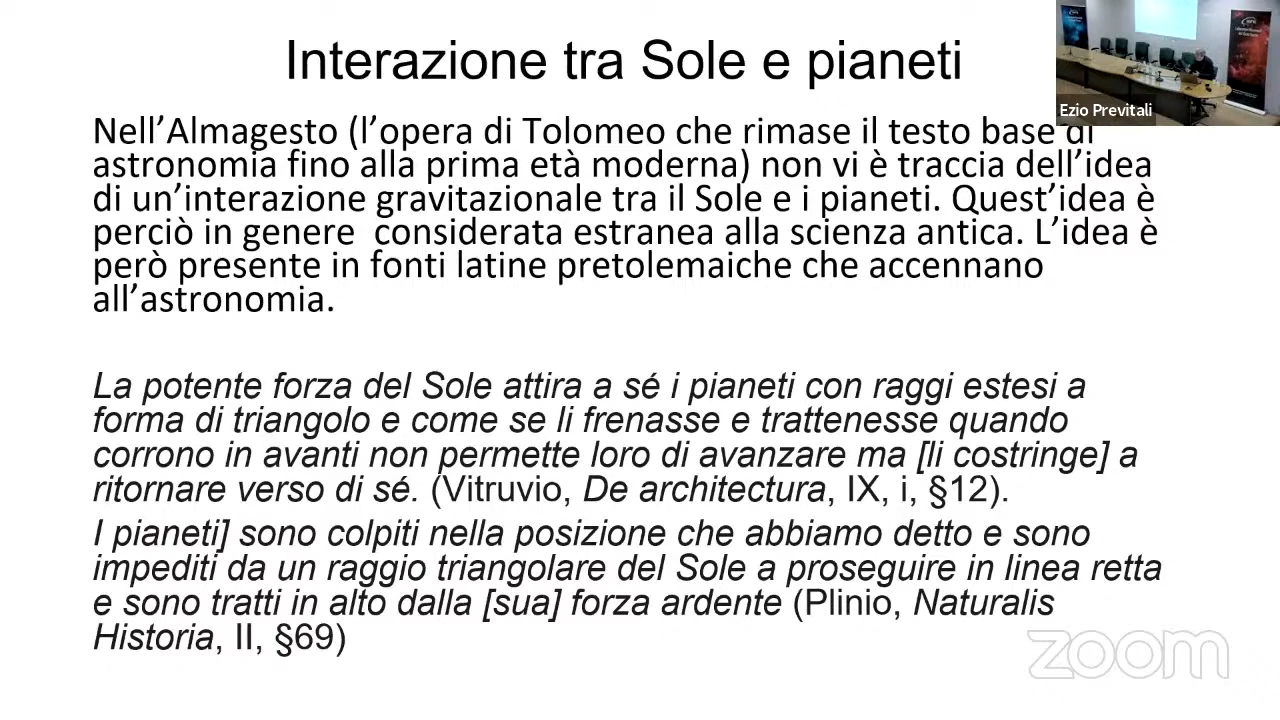 Interazione tra Sole e pianeti
Ezio Previtali
Nell’Almagesto (l’opera di Tolomeo che rimase il testo base di
astronomia fino alla prima età moderna) non vi è traccia dell’idea
di un’interazione gravitazionale tra il Sole e i pianeti. Quest’idea è
perciò in genere  considerata estranea alla scienza antica. L’idea è
però presente in fonti latine pretolemaiche che accennano
all’astronomia.
La potente forza del Sole attira a sé i pianeti con raggi estesi a
forma di triangolo e come se li frenasse e trattenesse quando
corrono in avanti non permette loro di avanzare ma [li costringe] a
ritornare verso di sé. (Vitruvio, De architectura, IX, i, §12).
I pianeti] sono colpiti nella posizione che abbiamo detto e sono
impediti da un raggio triangolare del Sole a proseguire in linea retta
e sono tratti in alto dalla [sua] forza ardente (Plinio, Naturalis
Historia, II, §69)
zoom